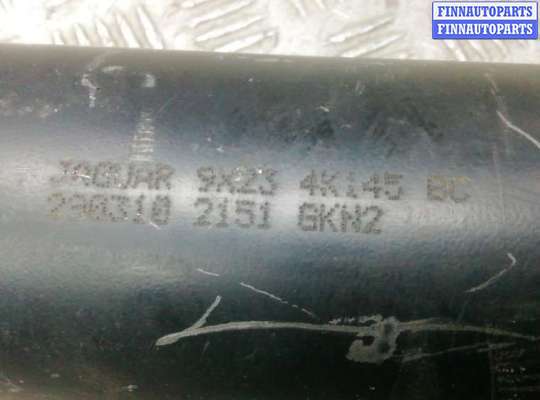 FINNAUTOPARTS
FINNAUTOPARTS
JAGUAR 9X23 4K145 BC
290310 2151 GKN2